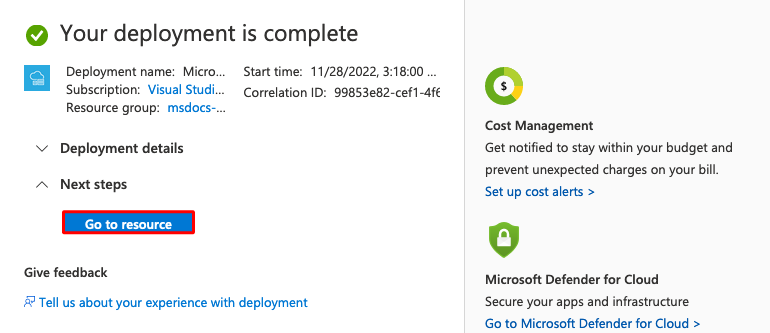 Your deployment is complete
Deployment name: Micro...
Subscription: Visual Studi...
Resource group: msdocs-...
Start time: 11/28/2022, 3:18:00 ...
Correlation ID: 99853e82-cef1-4f6
Deployment details
Next steps
Go to resource
Give feedback
Tell us about your experience with deployment
$
Cost Management
Get notified to stay within your budget and
prevent unexpected charges on your bill.
Set up cost alerts >
Microsoft Defender for Cloud
Secure your apps and infrastructure
Go to Microsoft Defender for Cloud >